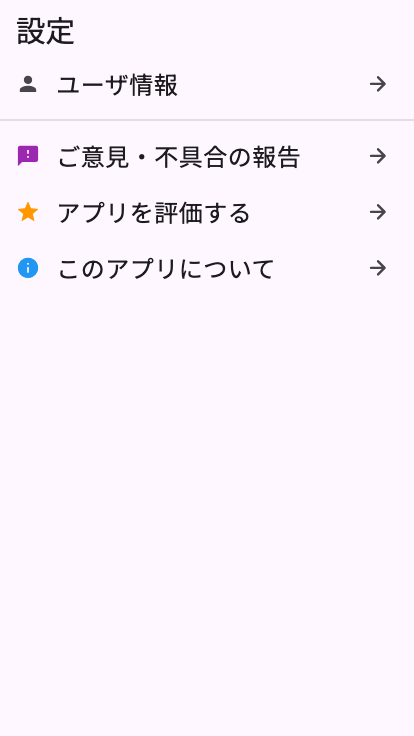 設定
ユーザ情報
ご意見・不具合の報告
アプリを評価する
このアプリについて